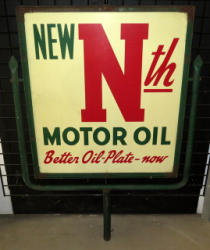 NEW Nth
MOTOR OIL
Better Oil-Plate-now